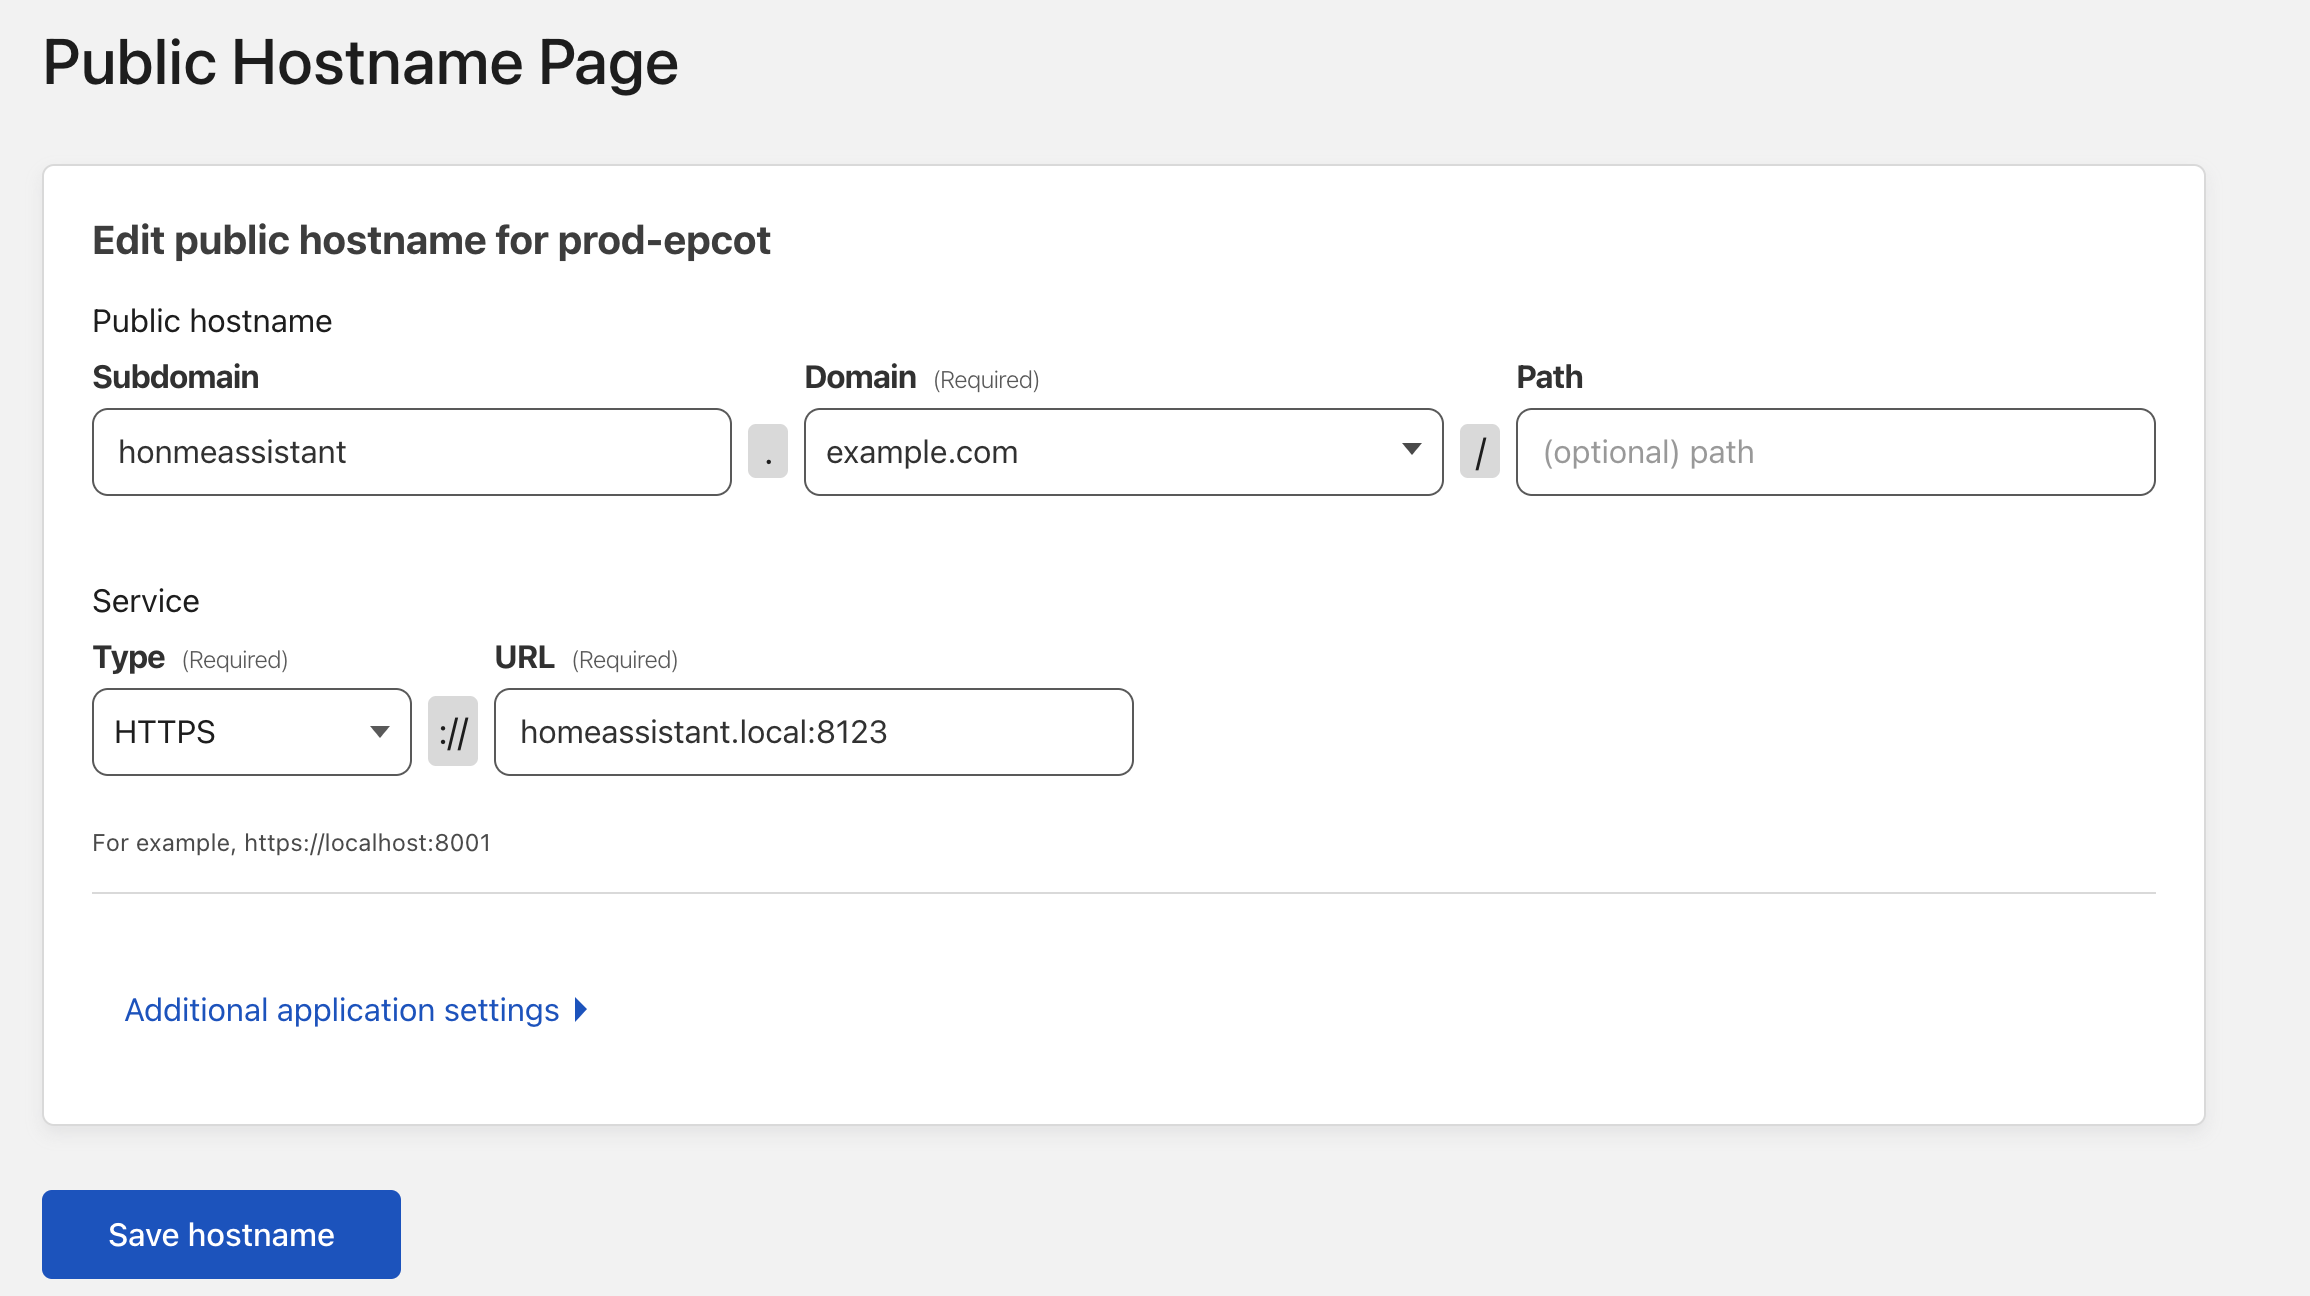 Public Hostname Page
Edit public hostname for prod-epcot
Public hostname
Subdomain Domain (Required) Path
honmeassistant . example.com / (optional) path
Service
Type (Required) URL (Required)
HTTPS :// homeassistant.local:8123
For example, https://localhost:8001
Additional application settings
Save hostname